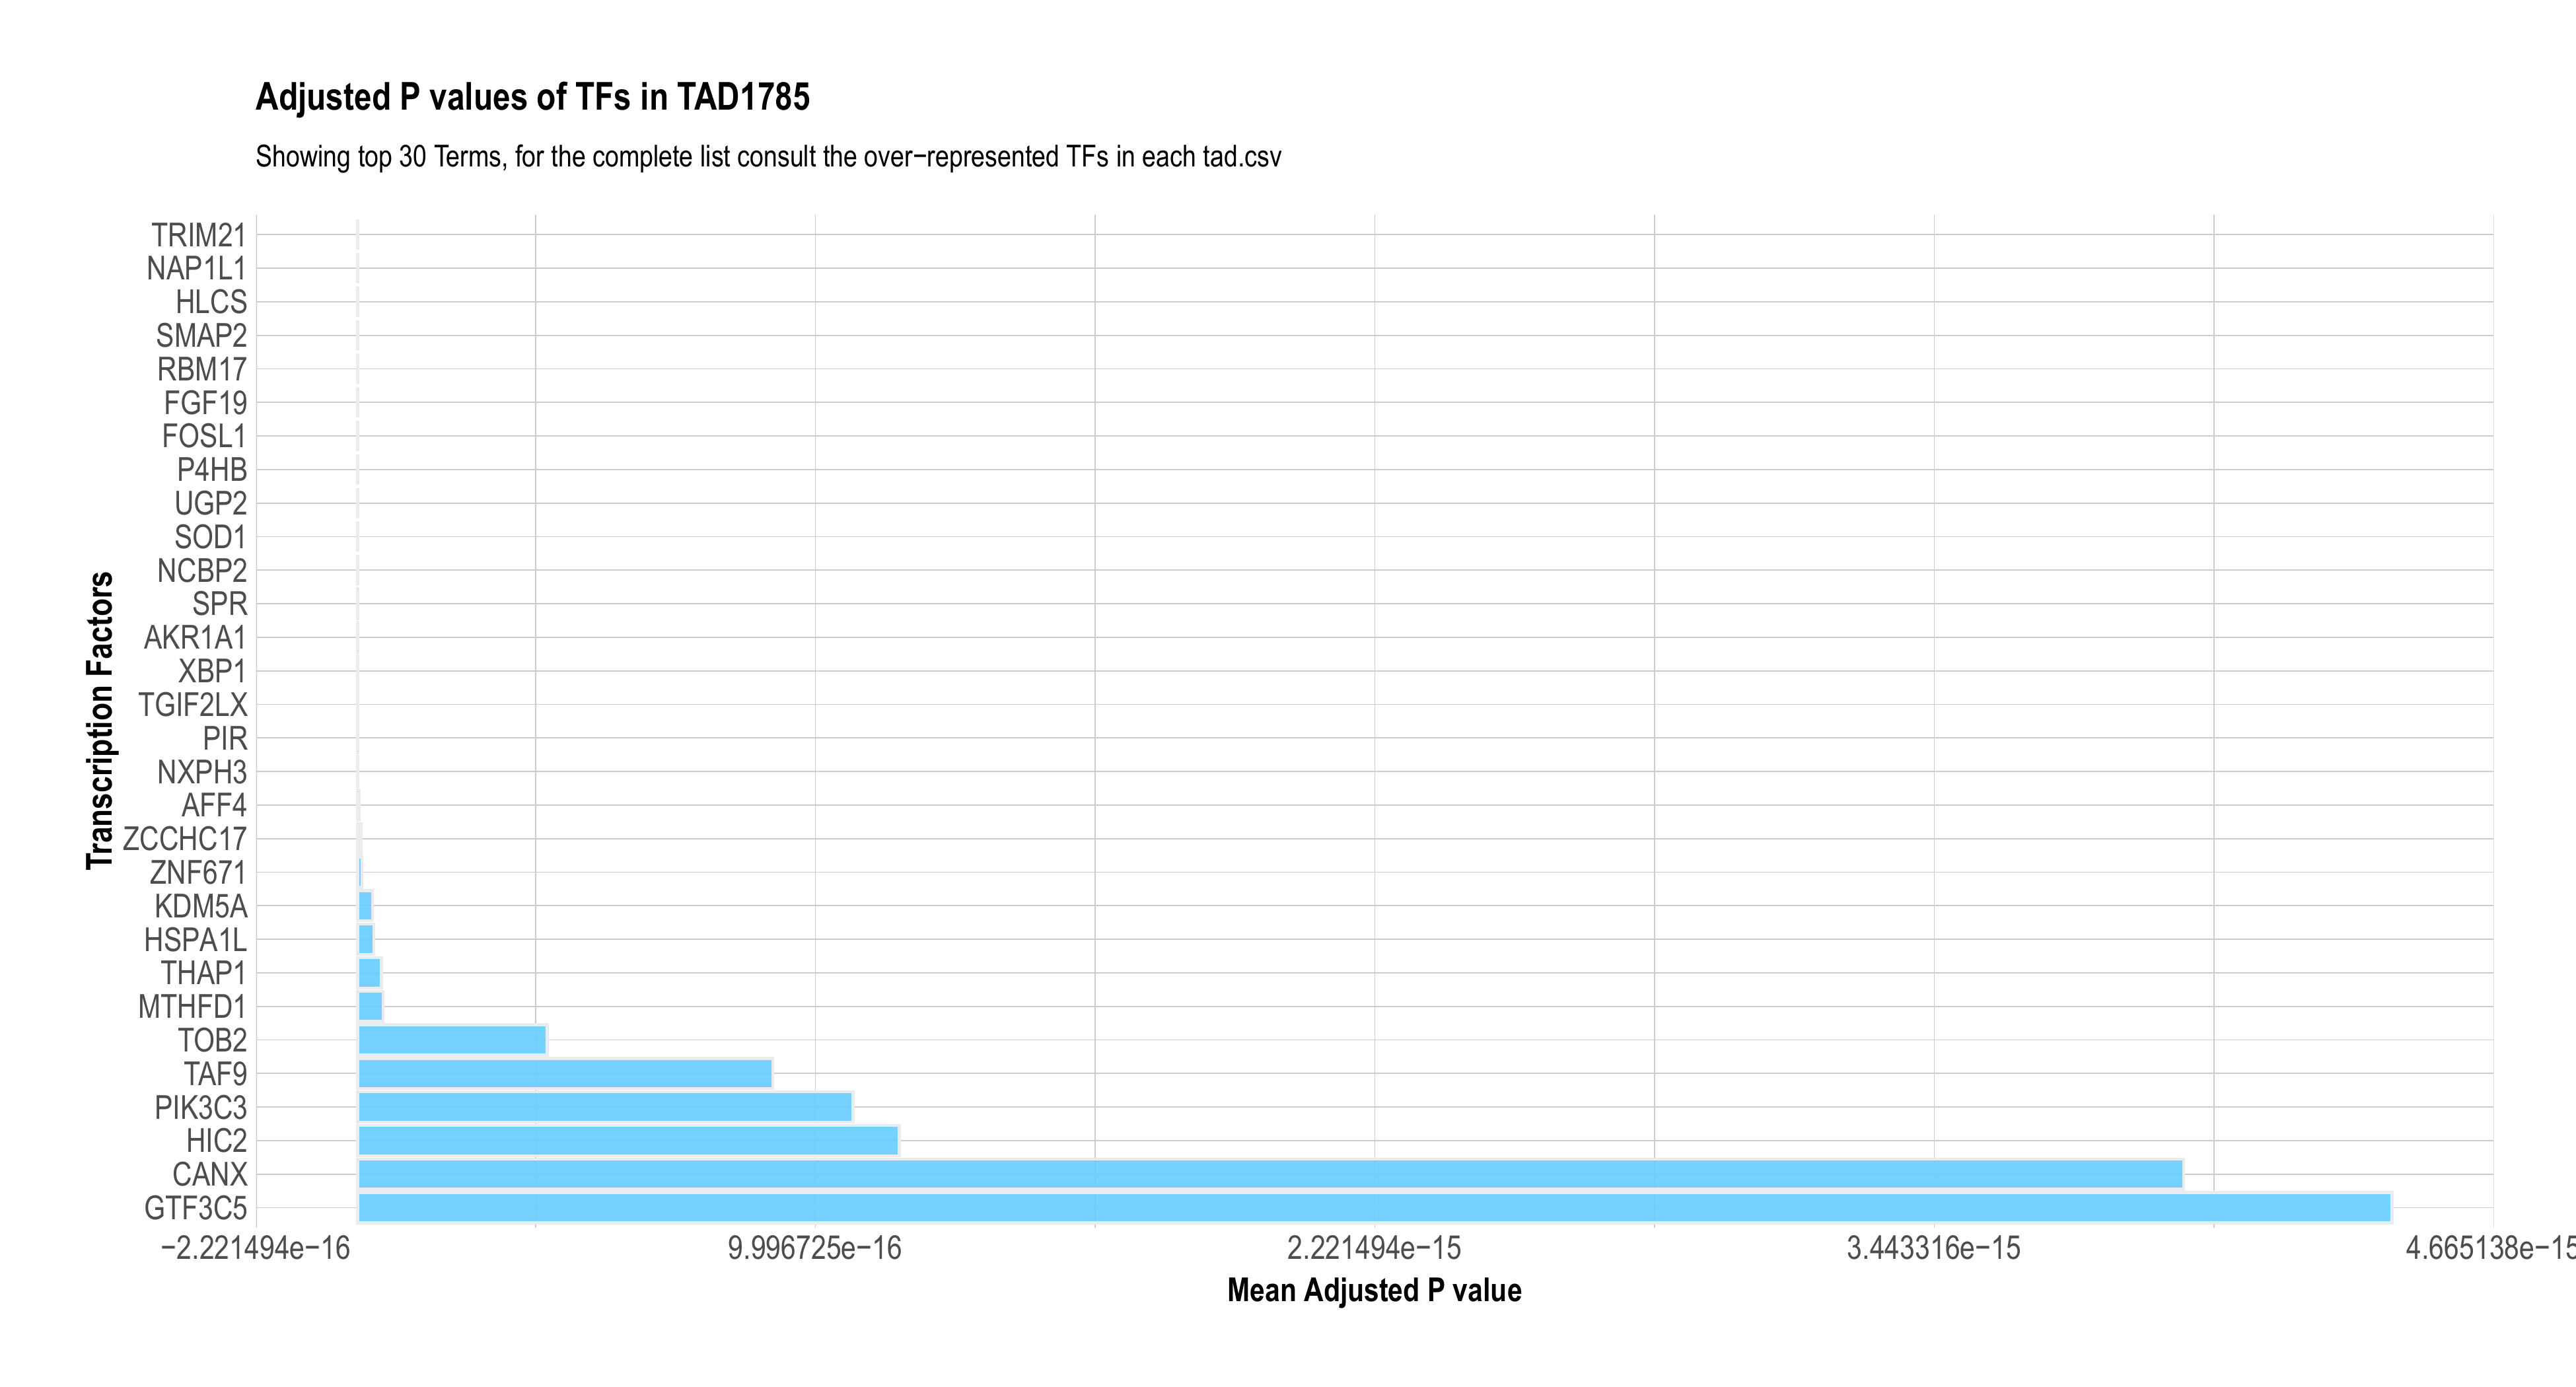 Adjusted P values of TFs in TAD1785
Showing top 30 Terms, for the complete list consult the over−represented TFs in each tad.csv
Transcription Factors
TRIM21
NAP1L1
HLCS
SMAP2
RBM17
FGF19
FOSL1
P4HB
UGP2
SOD1
NCBP2
SPR
AKR1A1
XBP1
TGIF2LX
PIR
NXPH3
AFF4
ZCCHC17
ZNF671
KDM5A
HSPA1L
THAP1
MTHFD1
TOB2
TAF9
PIK3C3
HIC2
CANX
GTF3C5
−2.221494e−16 9.996725e−16 2.221494e−15 3.443316e−15 4.665138e−15
Mean Adjusted P value